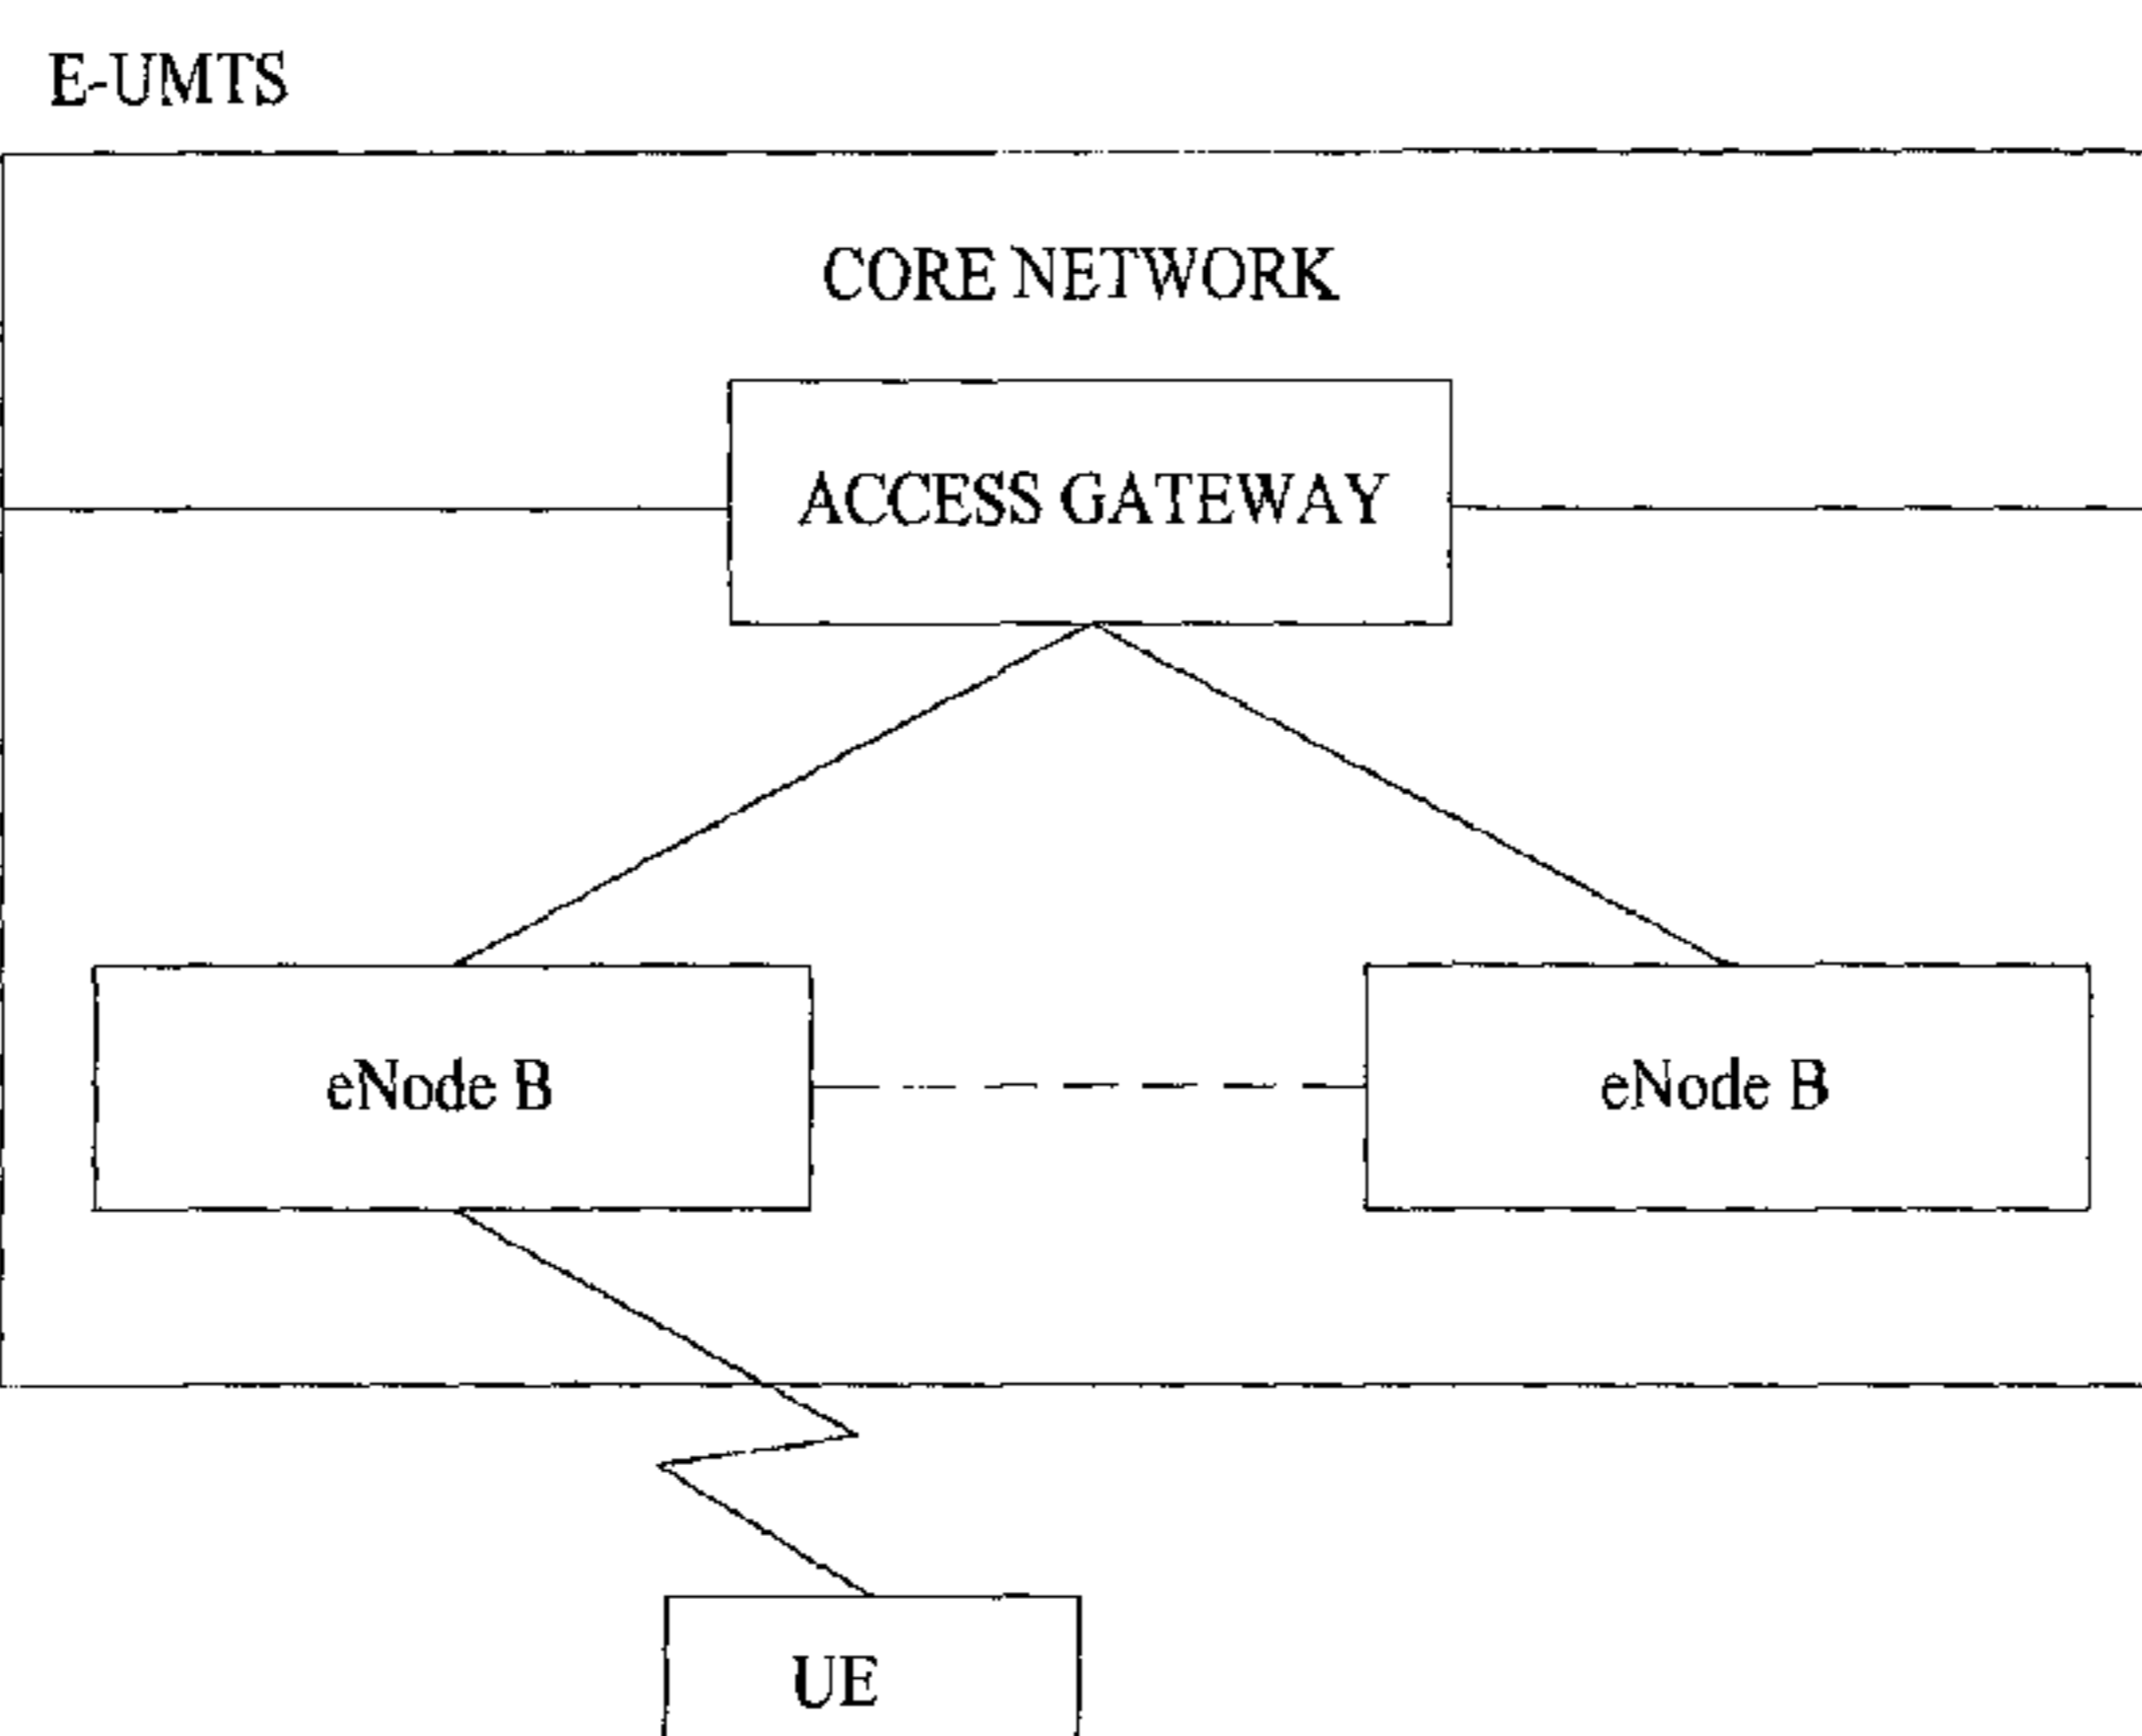 E-UMTS
CORE NETWORK
ACCESS GATEWAY
eNode B
eNode B
UE